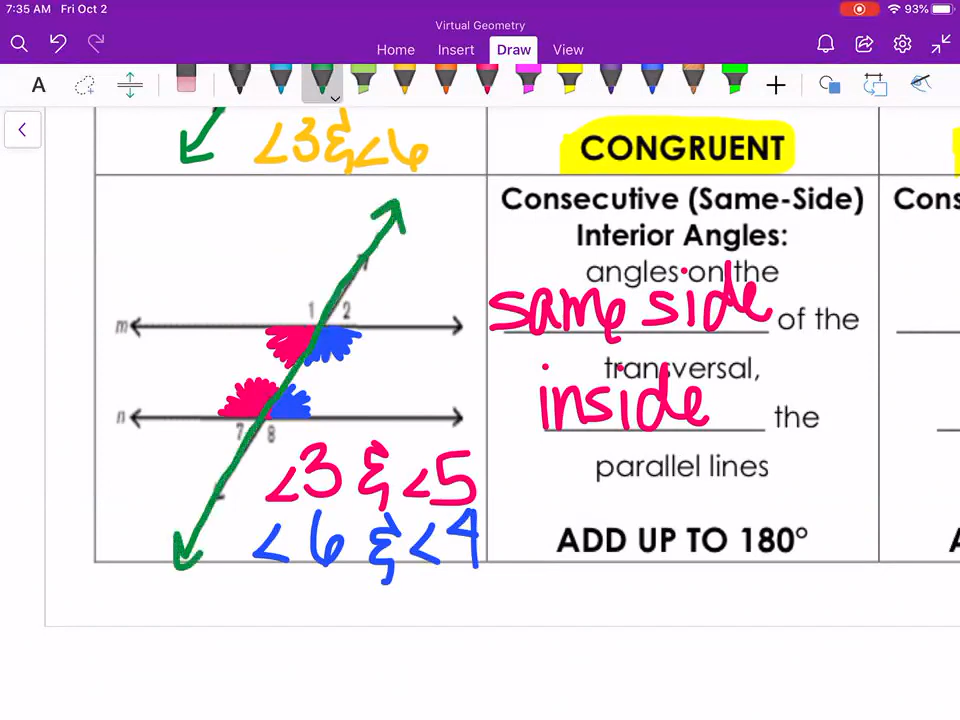 7:35 AM Fri Oct 2
93%
Virtual Geometry
Home Insert Draw View
A
<3 & <6
CONGRUENT
Consecutive (Same-Side)
Interior Angles:
angles on the
same side of the
transversal,
inside the
parallel lines
ADD UP TO 180°
Cons
A
1 2
m
n
7 8
<3 & <5
<6 & <4